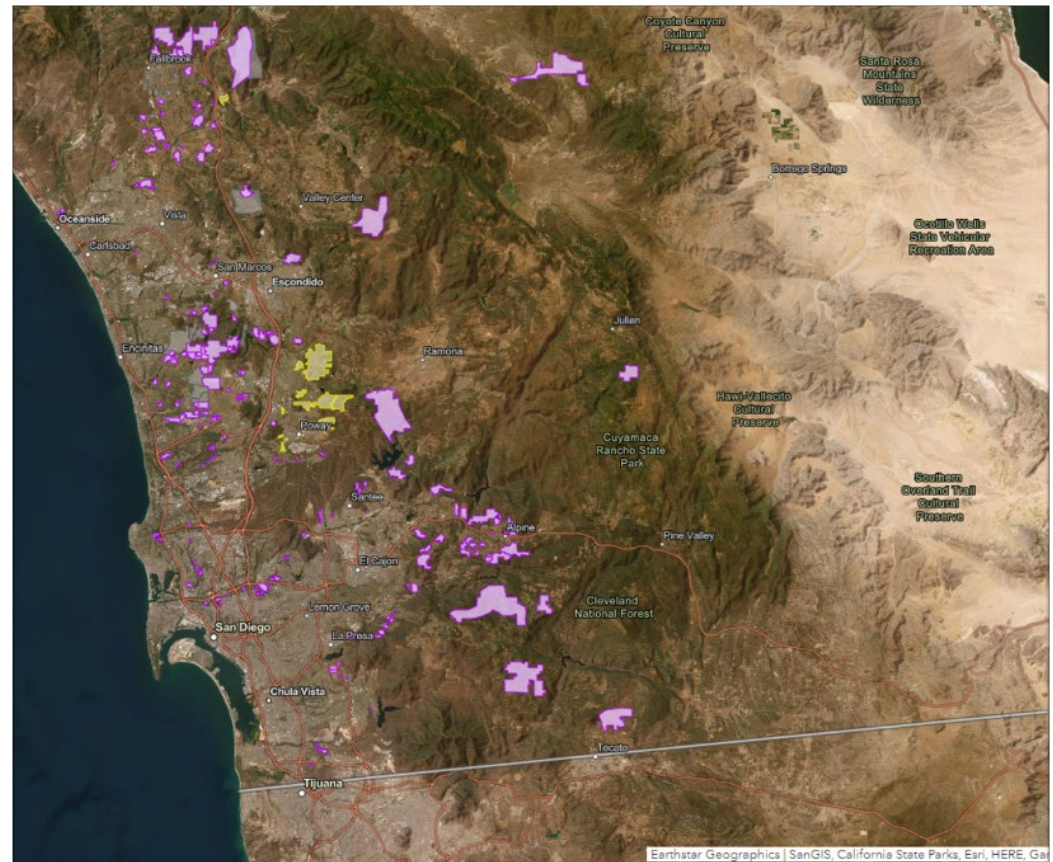 Coyote Canyon
Cultural
Preserve
Fallbrook
Santa Rosa
Mountains
State
Wilderness
Borrego Springs
Valley Center
Vista
Oceanside
Carlsbad
Ocotillo Wells
State Vehicular
Recreation Area
San Marcos
Escondido
Julian
Encinitas
Ramona
Hawi-Vallecito
Cultural
Preserve
Poway
Cuyamaca
Rancho State
Park
Southern
Overland Trail
Cultural
Preserve
Santee
Alpine
Pine Valley
El Cajon
Cleveland
National Forest
Lemon Grove
San Diego
La Presa
Chula Vista
Tecate
Tijuana
Earthstar Geographics | SanGIS, California State Parks, Esri, HERE, Gar